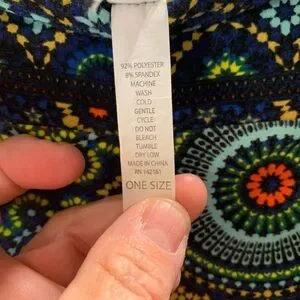 92% POLYESTER
8% SPANDEX
MACHINE
WASH
COLD
GENTLE
CYCLE
DO NOT
BLEACH
TUMBLE
DRY LOW
MADE IN CHINA
RN 142181
ONE SIZE